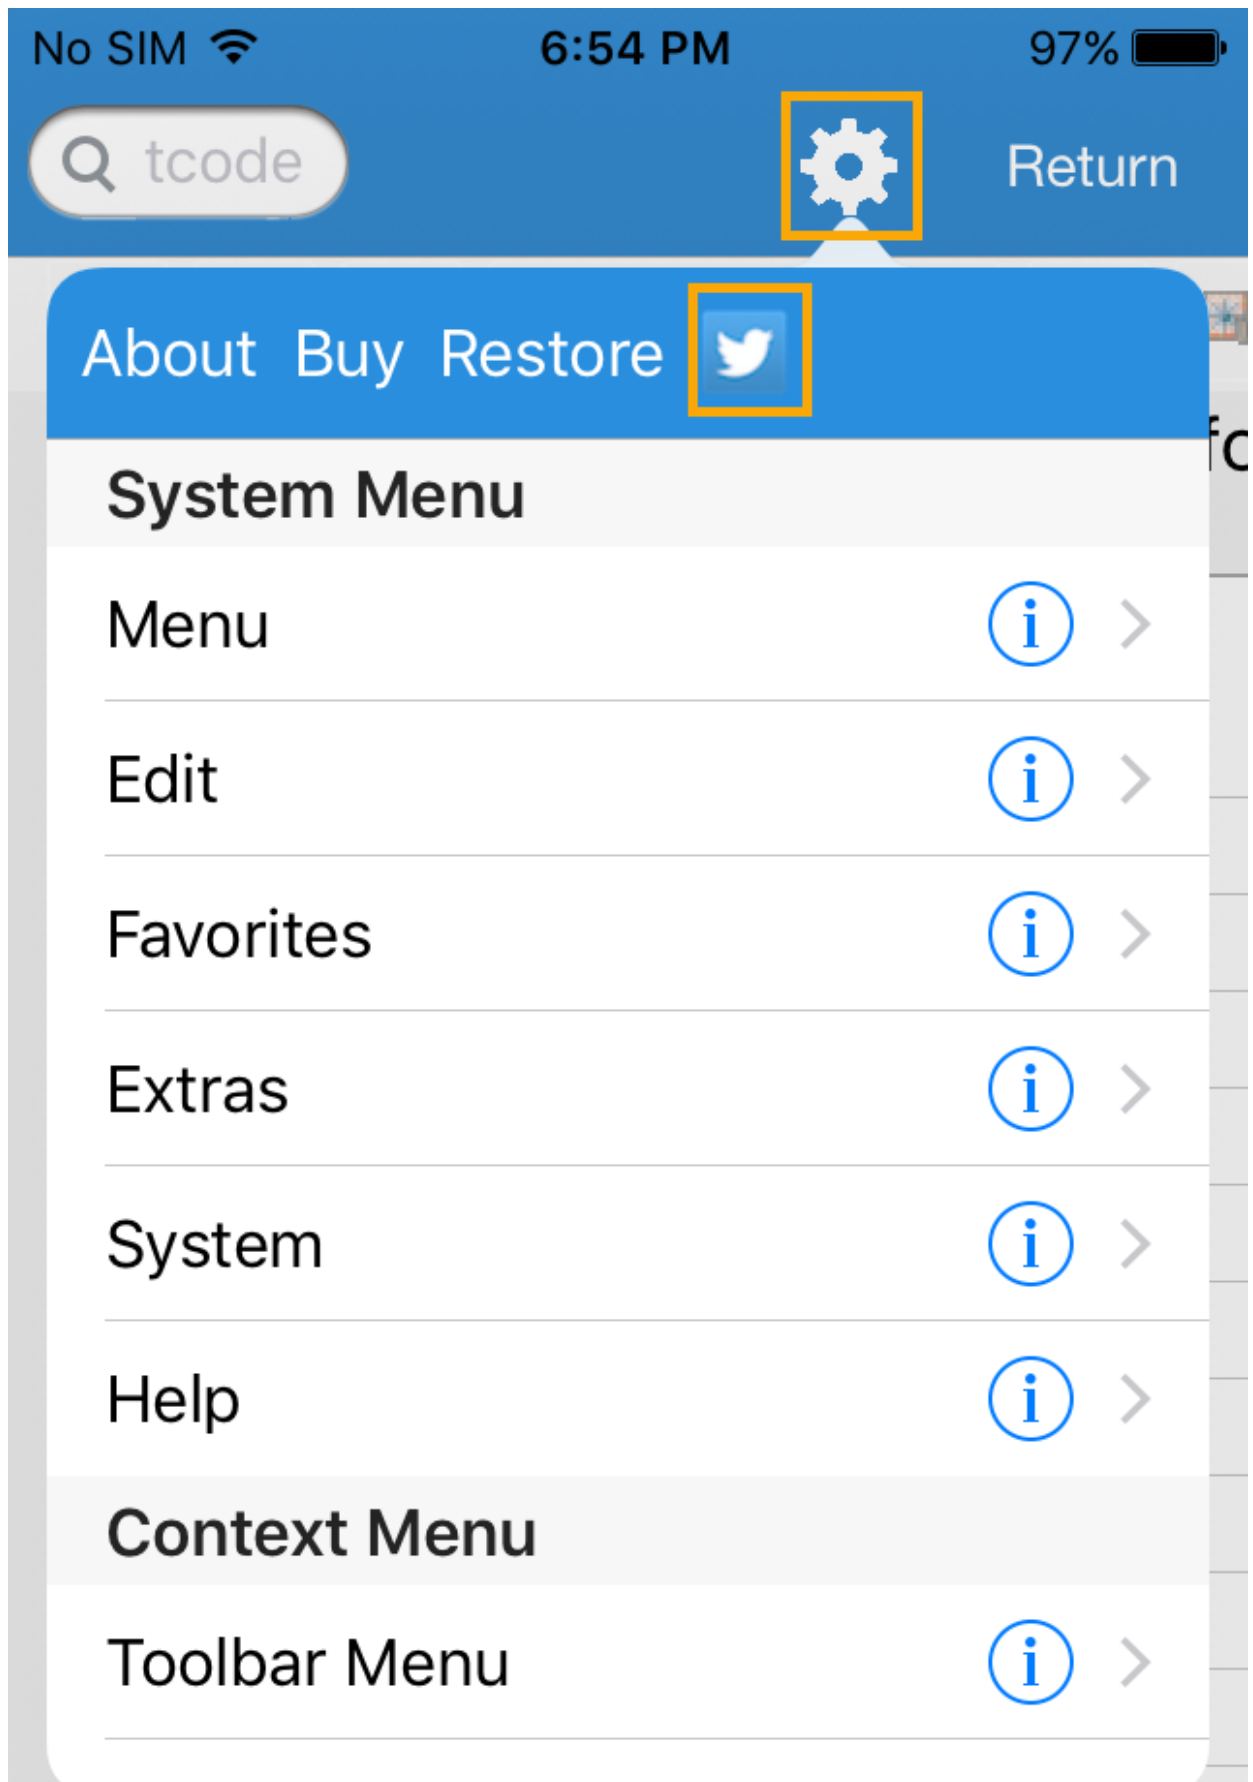 No SIM 6:54 PM 97%
tcode Return
About Buy Restore
System Menu
Menu
Edit
Favorites
Extras
System
Help
Context Menu
Toolbar Menu